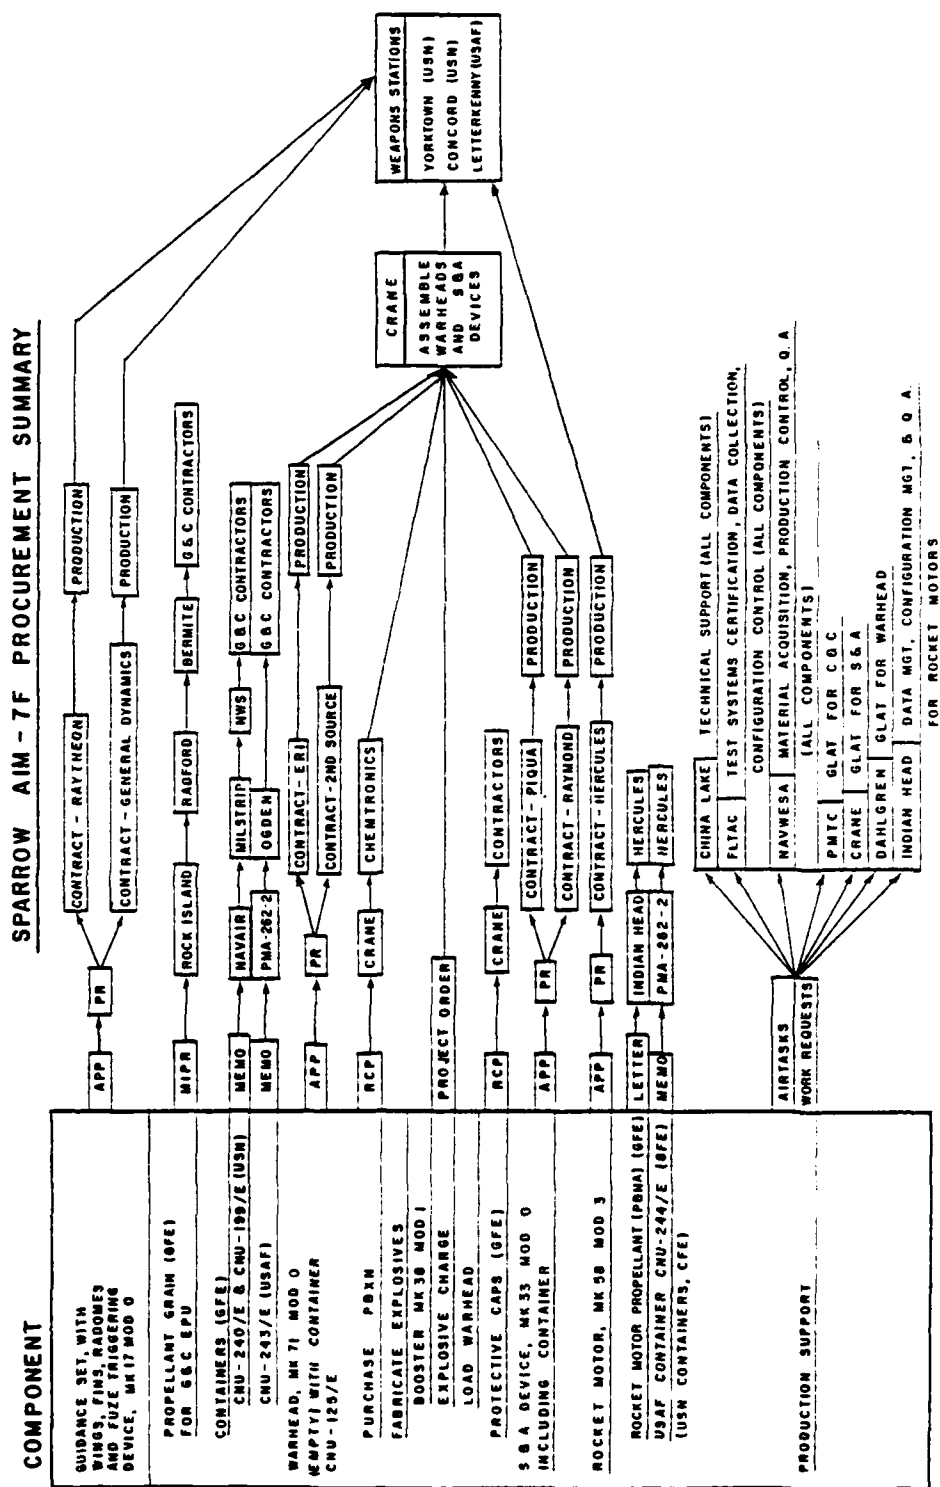 SPARROW AIM-7F PROCUREMENT SUMMARY
COMPONENT
GUIDANCE SET, WITH
WINGS, FINS, RADOMES
AND FUZE TRIGGERING
DEVICE, MK 17 MOD 0
APP
PR
CONTRACT - RAYTHEON
PRODUCTION
CONTRACT-GENERAL DYNAMICS
PRODUCTION
PROPELLANT GRAIN (GFE)
FOR G&C EPU
MIPR
ROCK ISLAND
RADFORD
BERMITE
G&C CONTRACTORS
CONTAINERS (GFE)
CNU-240/E & CNU-199/E (USN)
MEMO
NAVAIR
MILSTRIP
NWS
G&C CONTRACTORS
CNU-243/E (USAF)
MEMO
PMA-262-2
OGDEN
G&C CONTRACTORS
WARHEAD, MK 71 MOD 0
(EMPTY) WITH CONTAINER
CNU-125/E
APP
PR
CONTRACT-ERI
PRODUCTION
CONTRACT-2ND SOURCE
PRODUCTION
PURCHASE PBXN
RCP
CRANE
CHEMTRONICS
FABRICATE EXPLOSIVES
BOOSTER MK 38 MOD 1
EXPLOSIVE CHARGE
LOAD WARHEAD
PROJECT ORDER
PROTECTIVE CAPS (GFE)
RCP
CRANE
CONTRACTORS
S & A DEVICE, MK 33 MOD 0
INCLUDING CONTAINER
APP
PR
CONTRACT-PIQUA
PRODUCTION
CONTRACT-RAYMOND
PRODUCTION
ROCKET MOTOR, MK 58 MOD 3
APP
PR
CONTRACT-HERCULES
PRODUCTION
ROCKET MOTOR PROPELLANT (PBNA) (GFE)
LETTER
INDIAN HEAD
HERCULES
USAF CONTAINER CNU-244/E (GFE)
(USN CONTAINERS, CFE)
MEMO
PMA-262-2
HERCULES
CRANE
ASSEMBLE
WARHEADS
AND S&A
DEVICES
WEAPONS STATIONS
YORKTOWN (USN)
CONCORD (USN)
LETTERKENNY (USAF)
PRODUCTION SUPPORT
AIRTASKS
WORK REQUESTS
CHINA LAKE TECHNICAL SUPPORT (ALL COMPONENTS)
FLTAC TEST SYSTEMS CERTIFICATION, DATA COLLECTION,
CONFIGURATION CONTROL (ALL COMPONENTS)
NAVWESA MATERIAL ACQUISITION, PRODUCTION CONTROL, Q.A
(ALL COMPONENTS)
PMTC GLAT FOR CQC
CRANE GLAT FOR S&A
DAHLGREN GLAT FOR WARHEAD
INDIAN HEAD DATA MGT, CONFIGURATION MGT, & Q A
FOR ROCKET MOTORS